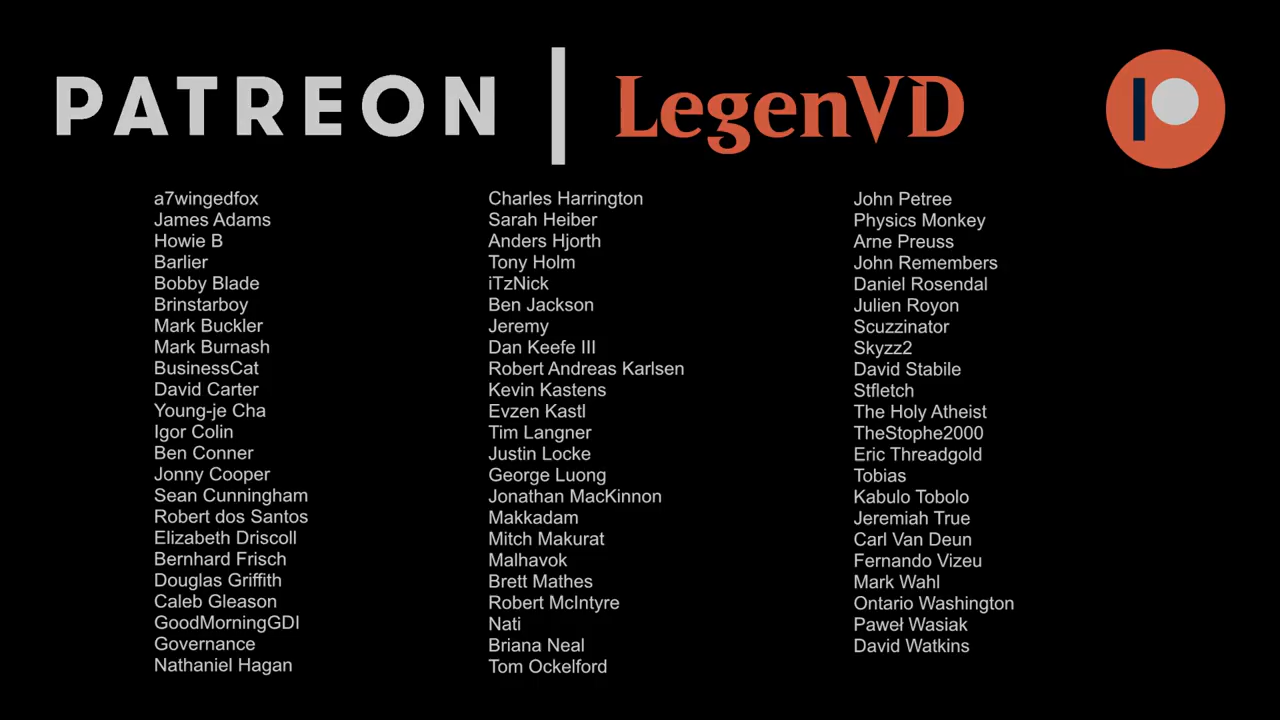 PATREON | LegenVD
a7wingedfox
James Adams
Howie B
Barlier
Bobby Blade
Brinstarboy
Mark Buckler
Mark Burnash
BusinessCat
David Carter
Young-je Cha
Igor Colin
Ben Conner
Jonny Cooper
Sean Cunningham
Robert dos Santos
Elizabeth Driscoll
Bernhard Frisch
Douglas Griffith
Caleb Gleason
GoodMorningGDI
Governance
Nathaniel Hagan
Charles Harrington
Sarah Heiber
Anders Hjorth
Tony Holm
iTzNick
Ben Jackson
Jeremy
Dan Keefe III
Robert Andreas Karlsen
Kevin Kastens
Evzen Kastl
Tim Langner
Justin Locke
George Luong
Jonathan MacKinnon
Makkadam
Mitch Makurat
Malhavok
Brett Mathes
Robert McIntyre
Nati
Briana Neal
Tom Ockelford
John Petree
Physics Monkey
Arne Preuss
John Remembers
Daniel Rosendal
Julien Royon
Scuzzinator
Skyzz2
David Stabile
Stfletch
The Holy Atheist
TheStophe2000
Eric Threadgold
Tobias
Kabulo Tobolo
Jeremiah True
Carl Van Deun
Fernando Vizeu
Mark Wahl
Ontario Washington
Paweł Wasiak
David Watkins